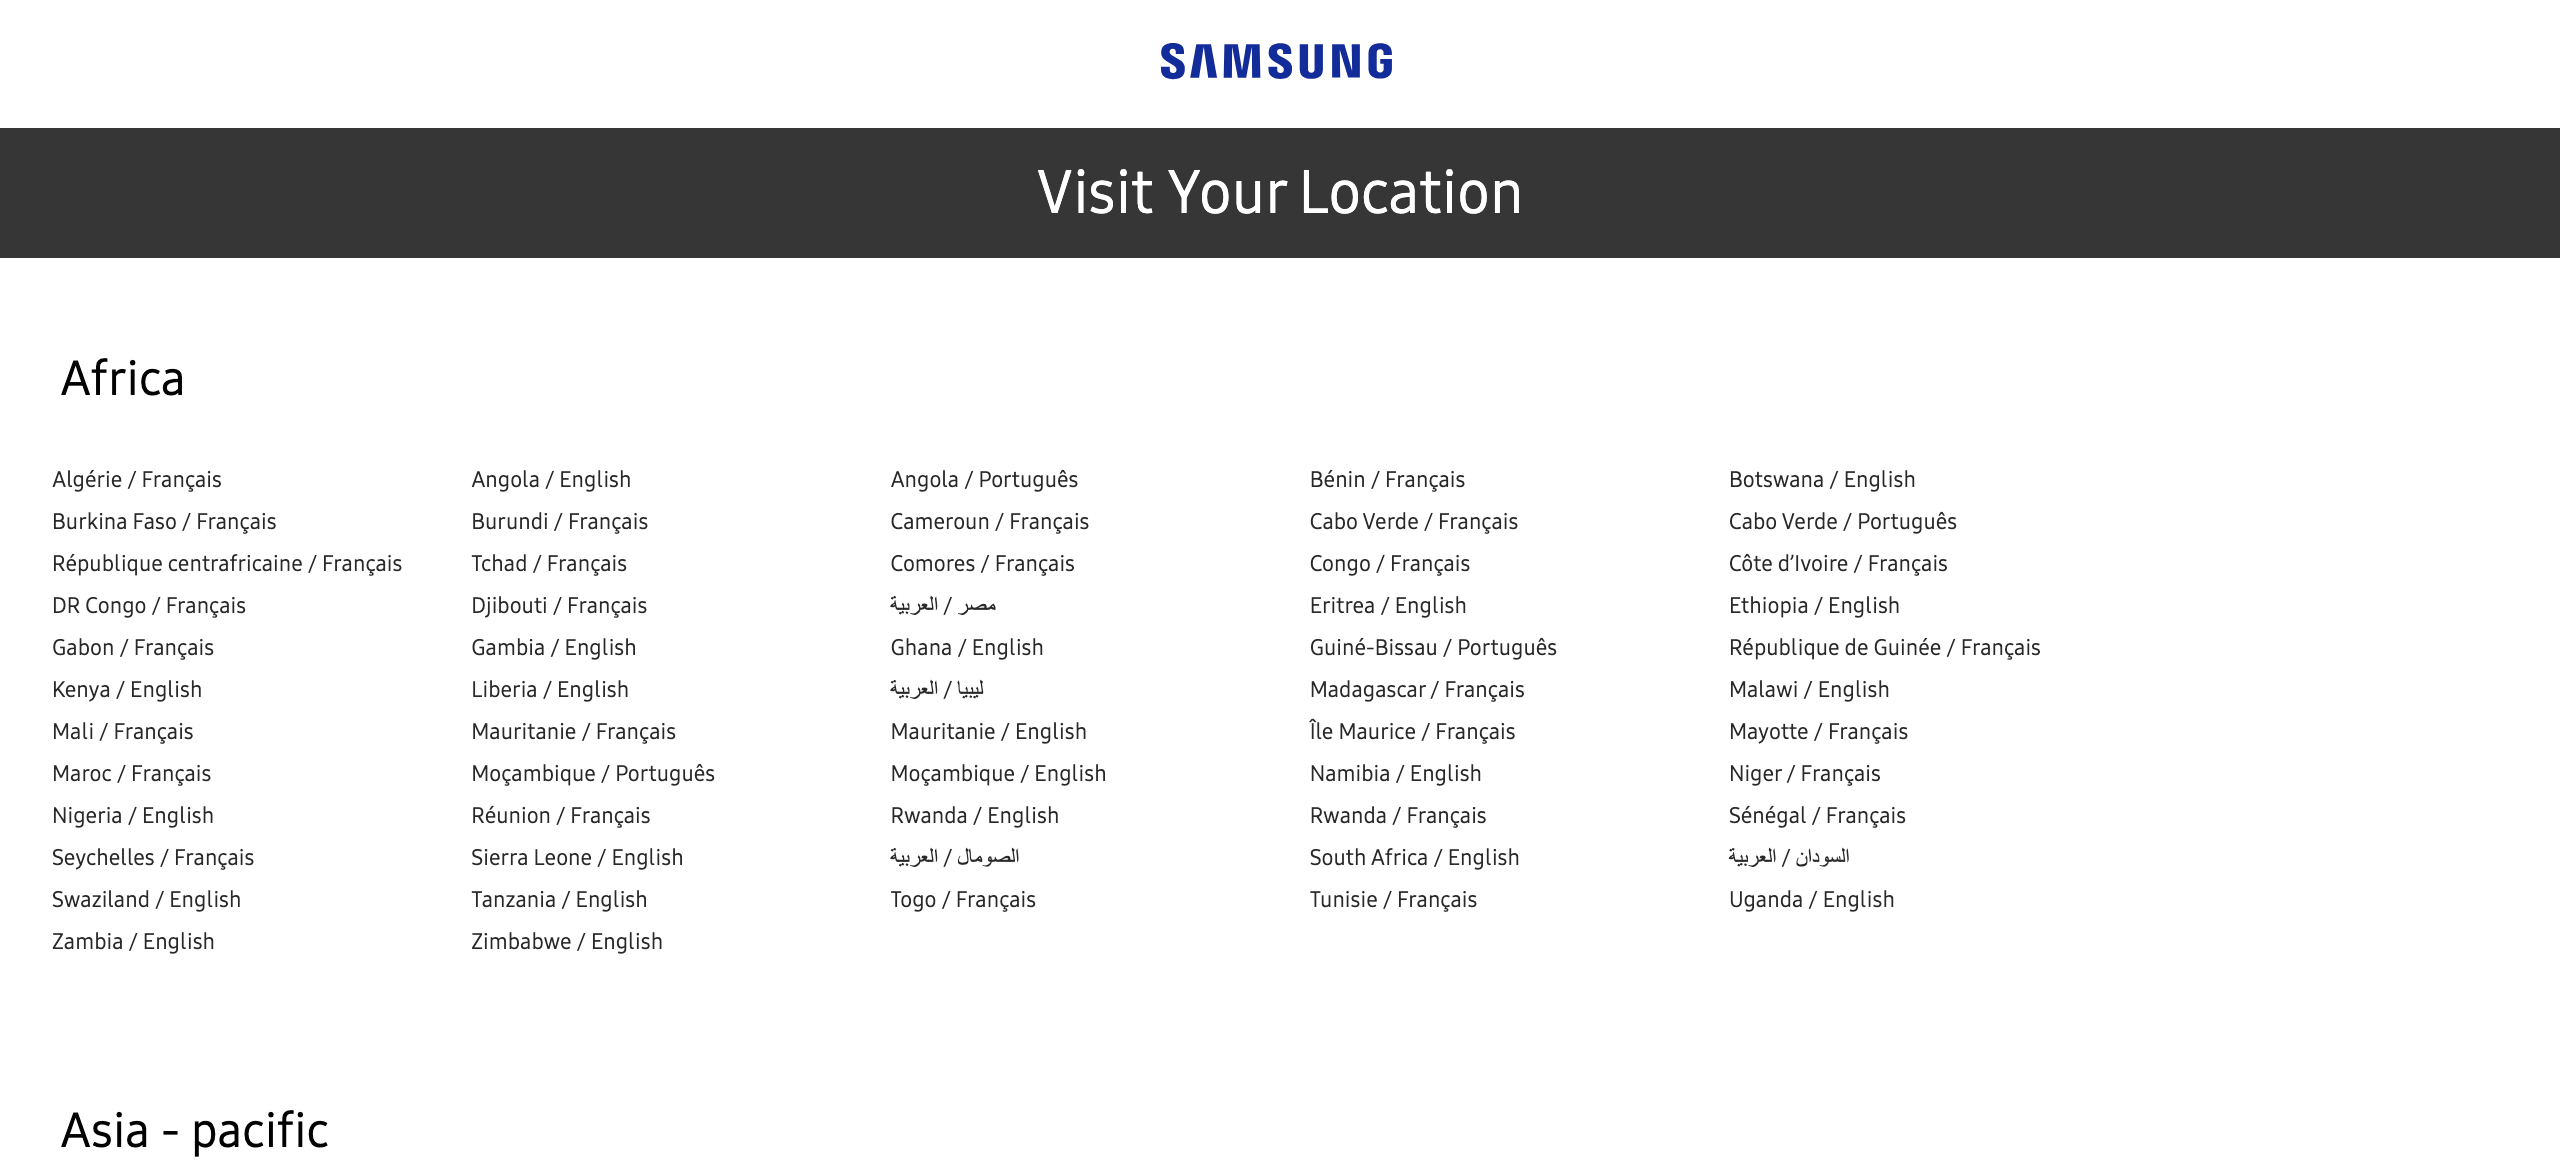 SAMSUNG
Visit Your Location
Africa
Algérie / Français
Angola / English
Angola / Português
Bénin / Français
Botswana / English
Burkina Faso / Français
Burundi / Français
Cameroun / Français
Cabo Verde / Français
Cabo Verde / Português
République centrafricaine / Français
Tchad / Français
Comores / Français
Congo / Français
Côte d’Ivoire / Français
DR Congo / Français
Djibouti / Français
مصر / العربية
Eritrea / English
Ethiopia / English
Gabon / Français
Gambia / English
Ghana / English
Guiné-Bissau / Português
République de Guinée / Français
Kenya / English
Liberia / English
ليبيا / العربية
Madagascar / Français
Malawi / English
Mali / Français
Mauritanie / Français
Mauritanie / English
Île Maurice / Français
Mayotte / Français
Maroc / Français
Moçambique / Português
Moçambique / English
Namibia / English
Niger / Français
Nigeria / English
Réunion / Français
Rwanda / English
Rwanda / Français
Sénégal / Français
Seychelles / Français
Sierra Leone / English
الصومال / العربية
South Africa / English
السودان / العربية
Swaziland / English
Tanzania / English
Togo / Français
Tunisie / Français
Uganda / English
Zambia / English
Zimbabwe / English
Asia - pacific